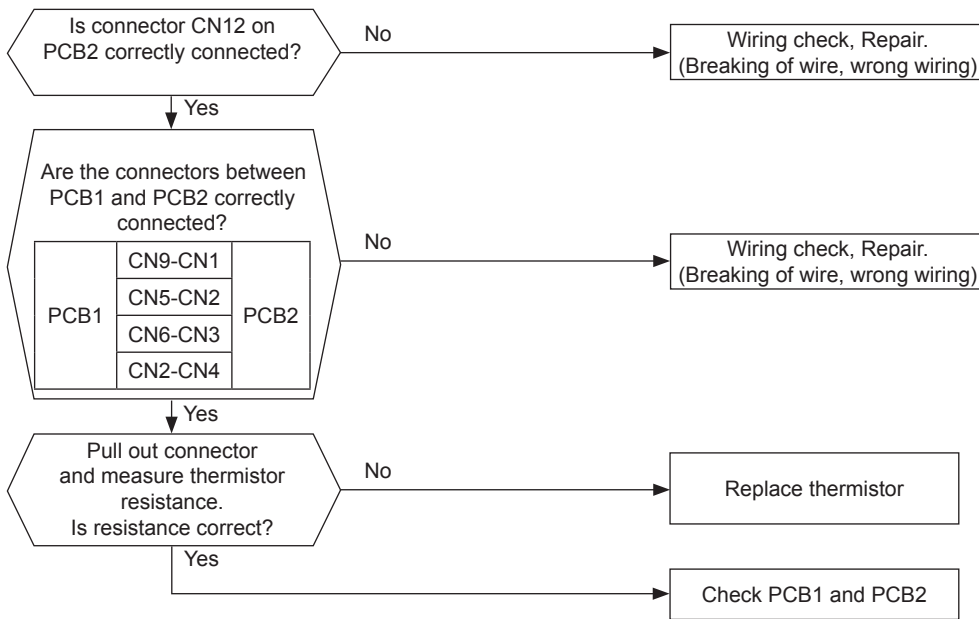 Is connector CN12 on
PCB2 correctly connected?
No
Wiring check, Repair.
(Breaking of wire, wrong wiring)
Yes
Are the connectors between
PCB1 and PCB2 correctly
connected?
PCB1
CN9-CN1
CN5-CN2
CN6-CN3
CN2-CN4
PCB2
No
Wiring check, Repair.
(Breaking of wire, wrong wiring)
Yes
Pull out connector
and measure thermistor
resistance.
Is resistance correct?
No
Replace thermistor
Yes
Check PCB1 and PCB2